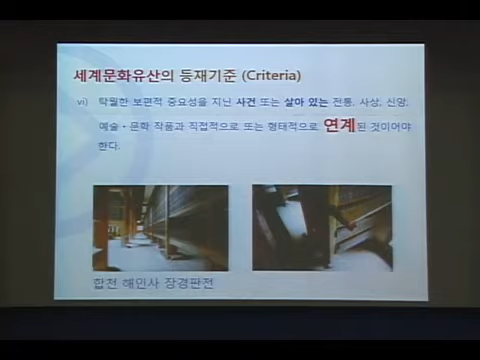 세계문화유산의 등재기준 (Criteria)
vi) 탁월한 보편적 중요성을 지닌 사건 또는 살아 있는 전통, 사상, 신앙,
예술・문학 작품과 직접적으로 또는 형태적으로 연계된 것이어야
한다.
합천 해인사 장경판전